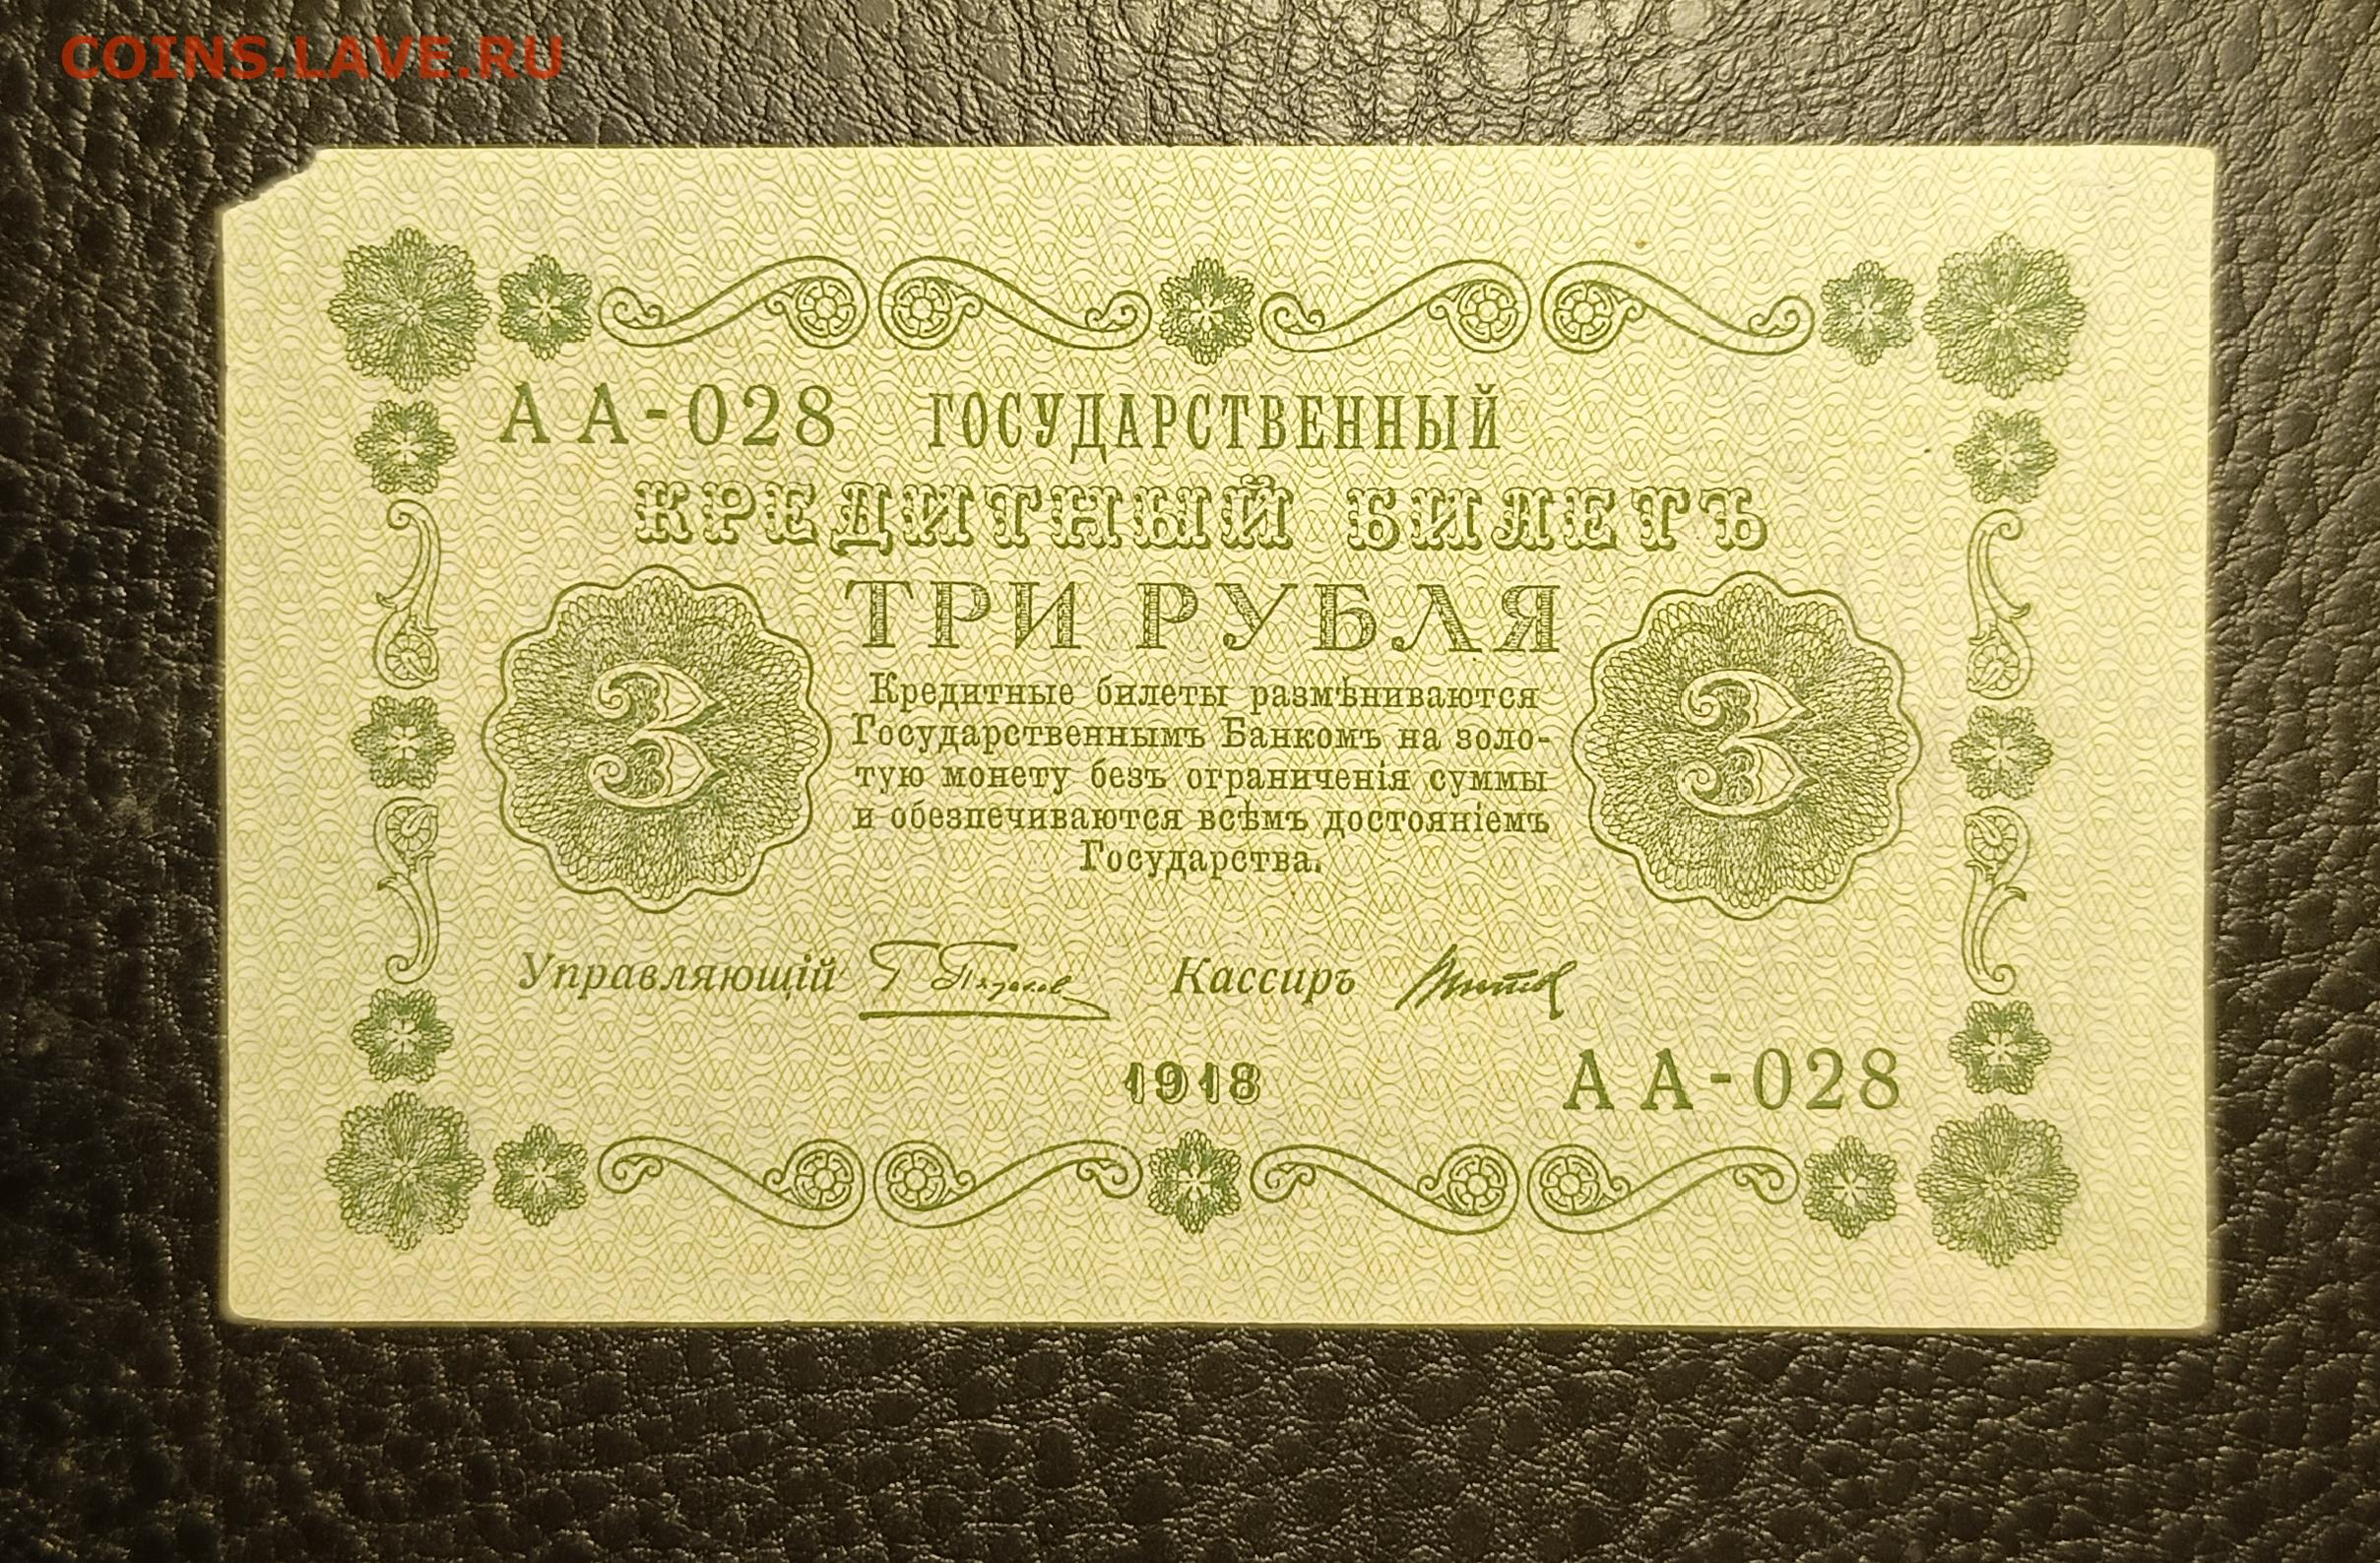 COINS.LAVE.RU
АА-028 ГОСУДАРСТВЕННЫЙ
КРЕДИТНЫЙ БИЛЕТЪ
ТРИ РУБЛЯ
3 3
Кредитные билеты размѣниваются
Государственнымъ Банкомъ на золо-
тую монету безъ ограниченія суммы
и обезпечиваются всѣмъ достояніемъ
Государства.
Управляющій Кассиръ
1918 АА-028